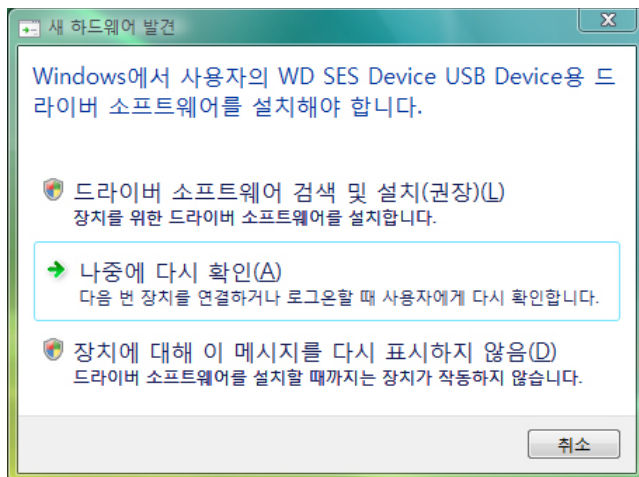 새 하드웨어 발견
Windows에서 사용자의 WD SES Device USB Device용 드
라이버 소프트웨어를 설치해야 합니다.
드라이버 소프트웨어 검색 및 설치(권장)(L)
장치를 위한 드라이버 소프트웨어를 설치합니다.
나중에 다시 확인(A)
다음 번 장치를 연결하거나 로그온할 때 사용자에게 다시 확인합니다.
장치에 대해 이 메시지를 다시 표시하지 않음(D)
드라이버 소프트웨어를 설치할 때까지는 장치가 작동하지 않습니다.
취소